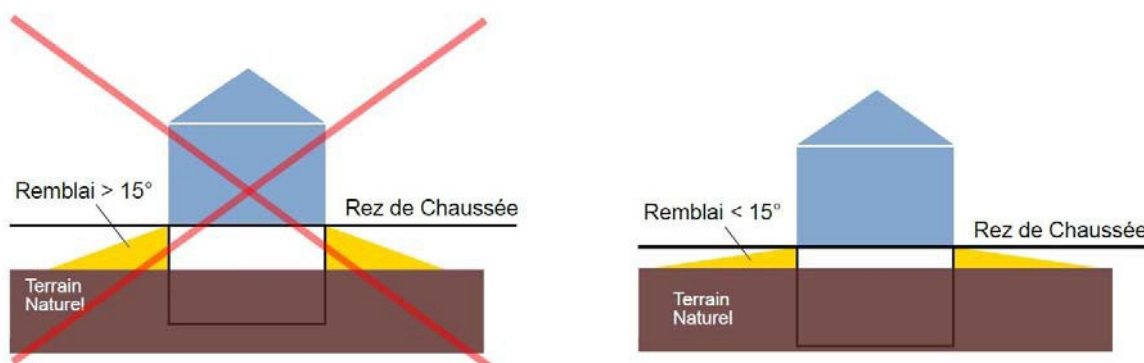 Remblai > 15°
Rez de Chaussée
Terrain
Naturel
Remblai < 15°
Rez de Chaussée
Terrain
Naturel